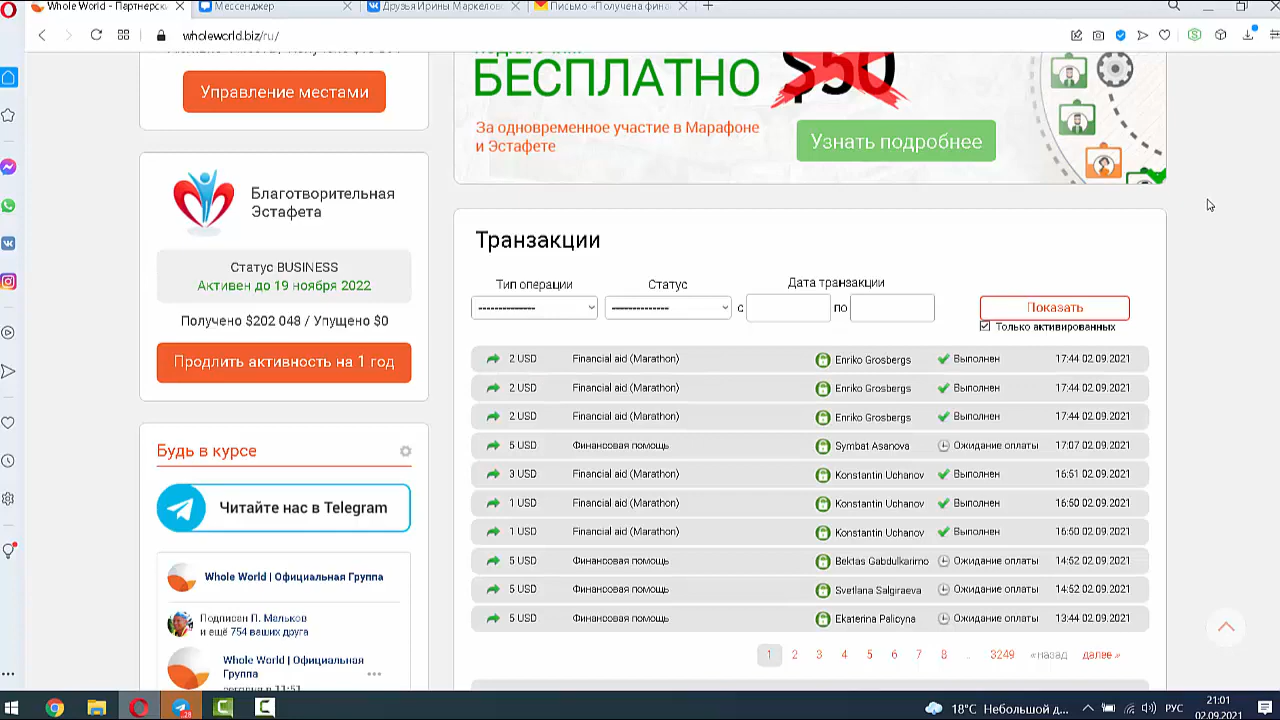 Whole World - Партнерск
Мессенджер
Друзья Ирины Маркелов
Письмо «Получена фина
wholeworld.biz/ru/
Управление местами
БЕСПЛАТНО $50
За одновременное участие в Марафоне
и Эстафете
Узнать подробнее
Благотворительная
Эстафета
Статус BUSINESS
Активен до 19 ноября 2022
Получено $202 048 / Упущено $0
Продлить активность на 1 год
Будь в курсе
Читайте нас в Telegram
Whole World | Официальная Группа
Подписан П. Мальков
и ещё 754 ваших друга
Whole World | Официальная
Группа
сегодня в 11:51
Транзакции
Тип операции Статус Дата транзакции
--------------- --------------- с по Показать
Только активированных
2 USD Financial aid (Marathon) Enriko Grosbergs Выполнен 17:44 02.09.2021
2 USD Financial aid (Marathon) Enriko Grosbergs Выполнен 17:44 02.09.2021
2 USD Financial aid (Marathon) Enriko Grosbergs Выполнен 17:44 02.09.2021
5 USD Финансовая помощь Symbat Asanova Ожидание оплаты 17:07 02.09.2021
3 USD Financial aid (Marathon) Konstantin Uchanov Выполнен 16:51 02.09.2021
1 USD Financial aid (Marathon) Konstantin Uchanov Выполнен 16:50 02.09.2021
1 USD Financial aid (Marathon) Konstantin Uchanov Выполнен 16:50 02.09.2021
5 USD Финансовая помощь Bektas Gabdulkarimo Ожидание оплаты 14:52 02.09.2021
5 USD Финансовая помощь Svetlana Salgiraeva Ожидание оплаты 14:52 02.09.2021
5 USD Финансовая помощь Ekaterina Palicyna Ожидание оплаты 13:44 02.09.2021
1 2 3 4 5 6 7 8 .. 3249 « назад далее »
18°C Небольшой д... РУС
21:01
02.09.2021
28